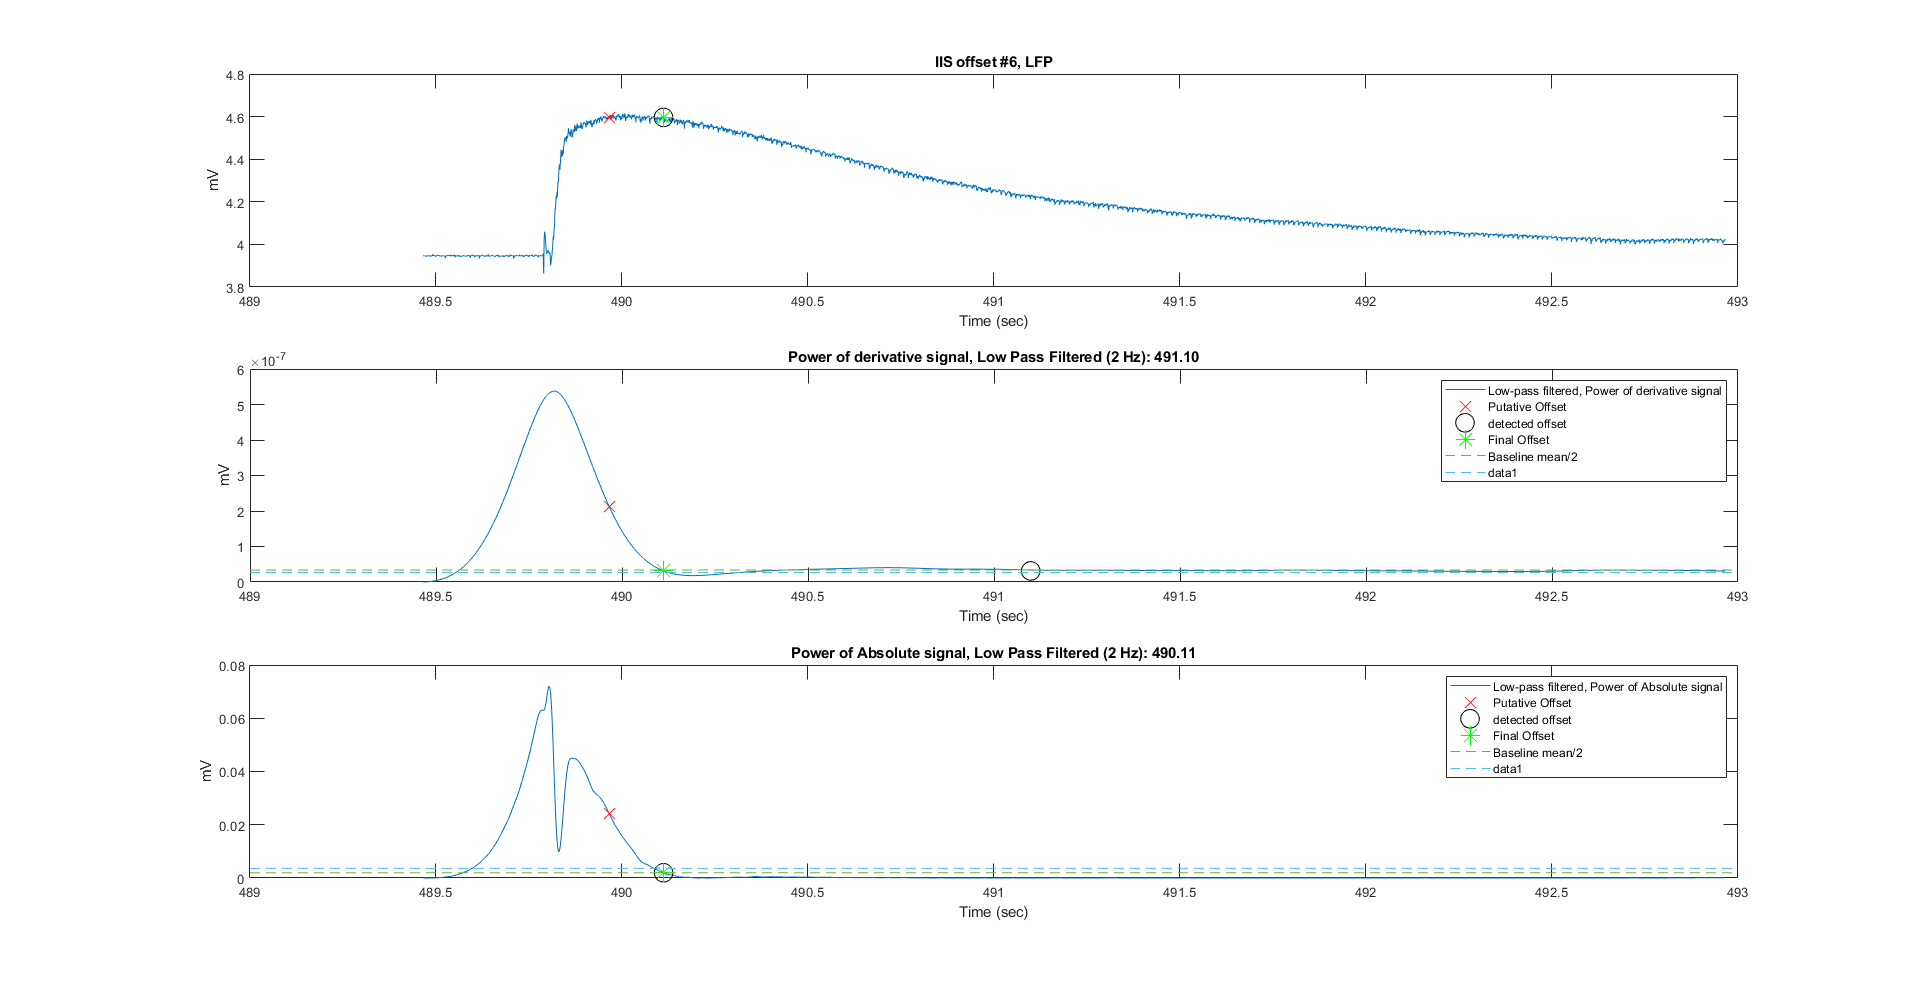 IIS offset #6, LFP
4.8
4.6
4.4
4.2
4
3.8
mV
489
489.5
490
490.5
491
491.5
492
492.5
493
Time (sec)
Power of derivative signal, Low Pass Filtered (2 Hz): 491.10
×10-7
6
5
4
3
2
1
0
mV
Low-pass filtered, Power of derivative signal
Putative Offset
detected offset
Final Offset
Baseline mean/2
data1
489
489.5
490
490.5
491
491.5
492
492.5
493
Time (sec)
Power of Absolute signal, Low Pass Filtered (2 Hz): 490.11
0.08
0.06
0.04
0.02
0
mV
Low-pass filtered, Power of Absolute signal
Putative Offset
detected offset
Final Offset
Baseline mean/2
data1
489
489.5
490
490.5
491
491.5
492
492.5
493
Time (sec)